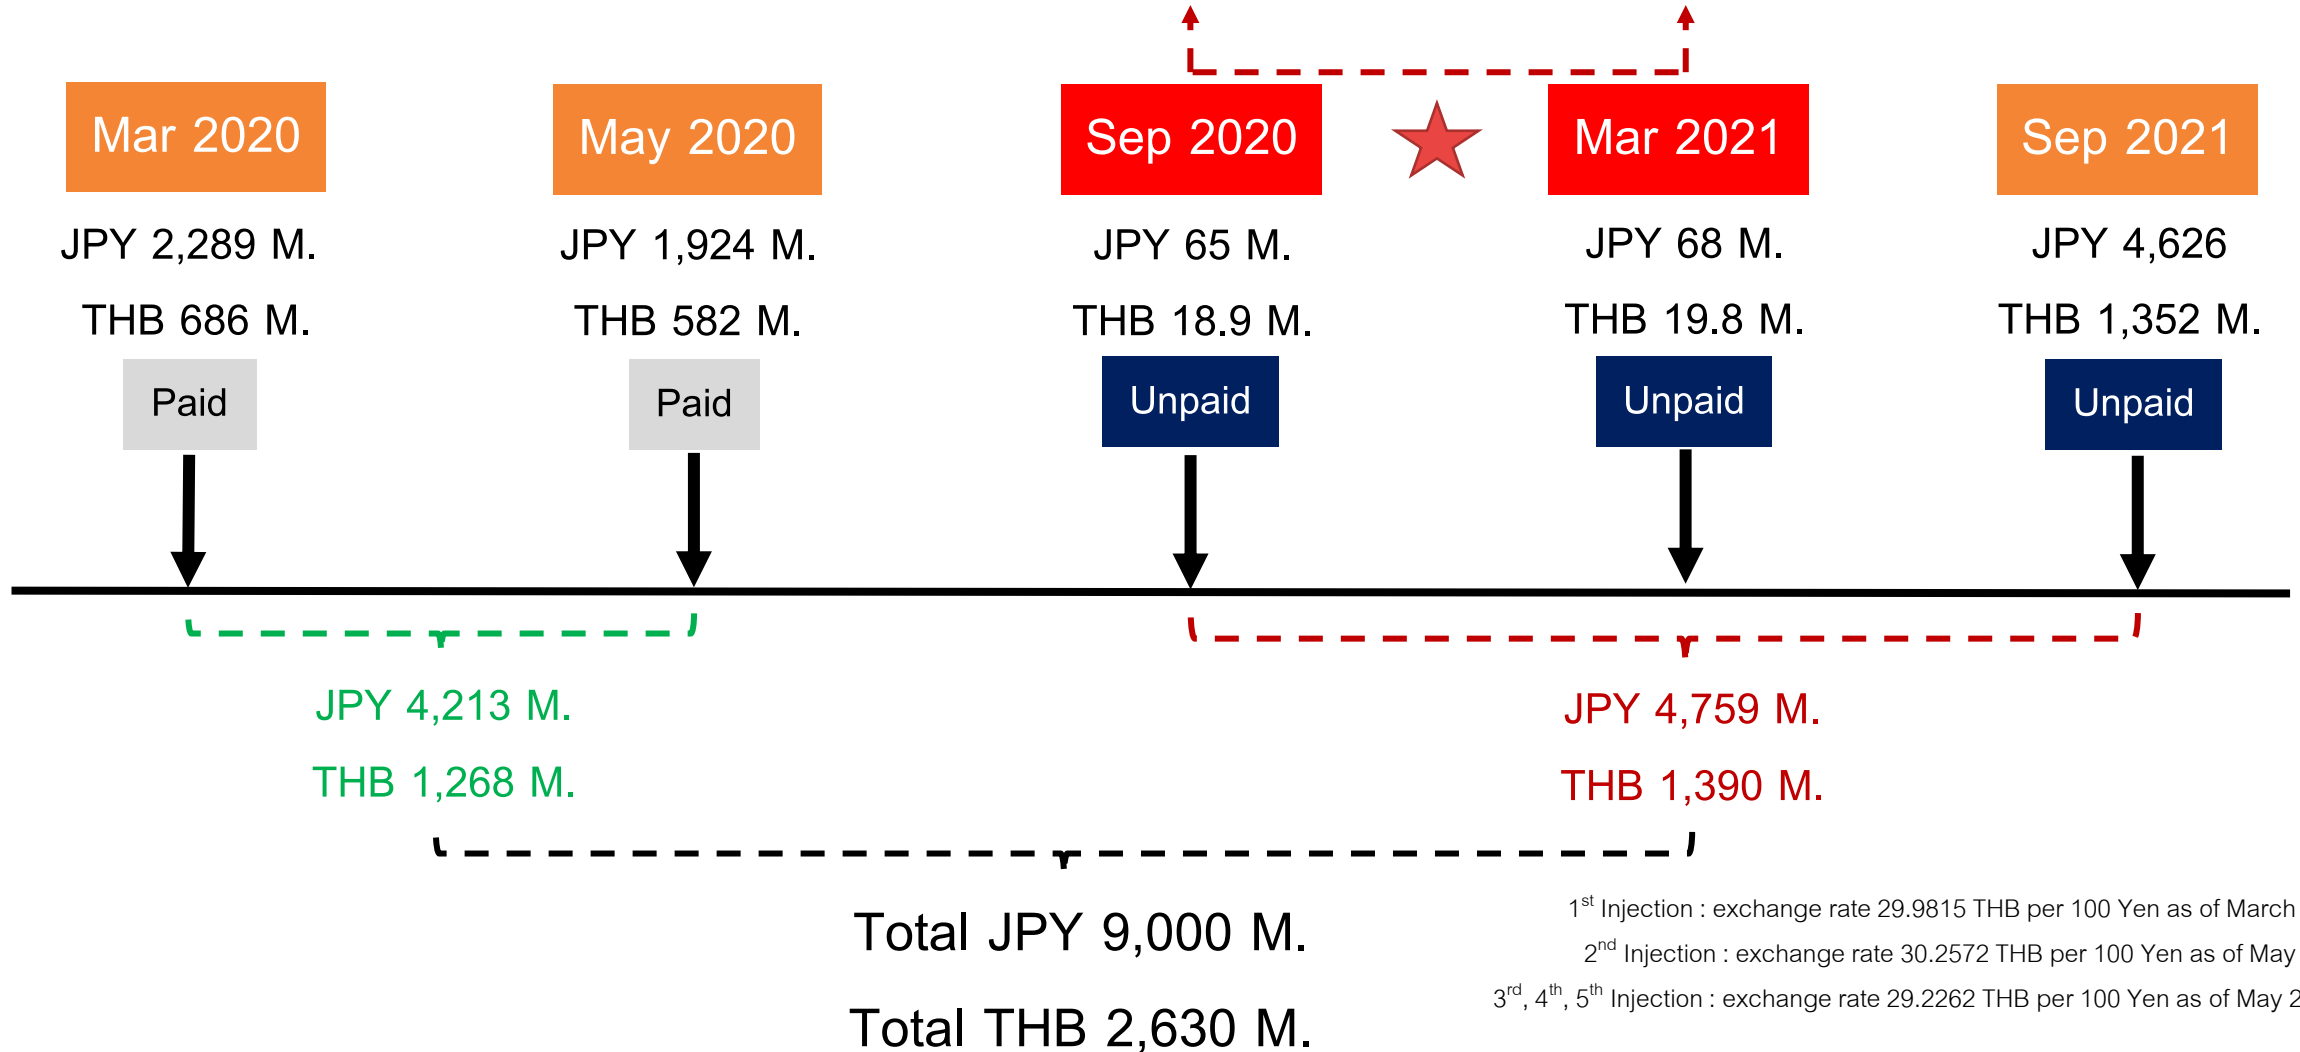 Mar 2020
May 2020
Sep 2020
Mar 2021
Sep 2021
JPY 2,289 M.
JPY 1,924 M.
JPY 65 M.
JPY 68 M.
JPY 4,626
THB 686 M.
THB 582 M.
THB 18.9 M.
THB 19.8 M.
THB 1,352 M.
Paid
Paid
Unpaid
Unpaid
Unpaid
JPY 4,213 M.
JPY 4,759 M.
THB 1,268 M.
THB 1,390 M.
Total JPY 9,000 M.
Total THB 2,630 M.
1st Injection : exchange rate 29.9815 THB per 100 Yen as of March
2nd Injection : exchange rate 30.2572 THB per 100 Yen as of May
3rd, 4th, 5th Injection : exchange rate 29.2262 THB per 100 Yen as of May 2